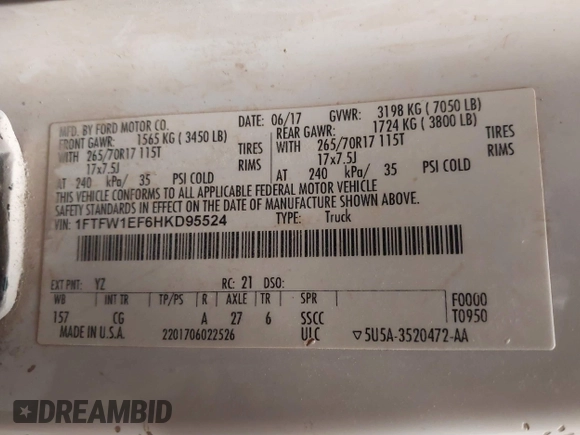 MFD. BY FORD MOTOR CO.
DATE: 06/17 GVWR: 3198 KG ( 7050 LB)
FRONT GAWR: 1565 KG ( 3450 LB) REAR GAWR: 1724 KG ( 3800 LB)
WITH 265/70R17 115T TIRES WITH 265/70R17 115T TIRES
17x7.5J RIMS 17x7.5J RIMS
AT 240 kPa/ 35 PSI COLD AT 240 kPa/ 35 PSI COLD
THIS VEHICLE CONFORMS TO ALL APPLICABLE FEDERAL MOTOR VEHICLE
SAFETY STANDARDS IN EFFECT ON THE DATE OF MANUFACTURE SHOWN ABOVE.
VIN: 1FTFW1EF6HKD95524 TYPE: Truck
EXT PNT: YZ RC: 21 DSO:
WB INT TR TP/PS R AXLE TR SPR F0000
157 CG A 27 6 SSCC T0950
MADE IN U.S.A. 2201706022526 ULC ▽5U5A-3520472-AA
DREAMBID